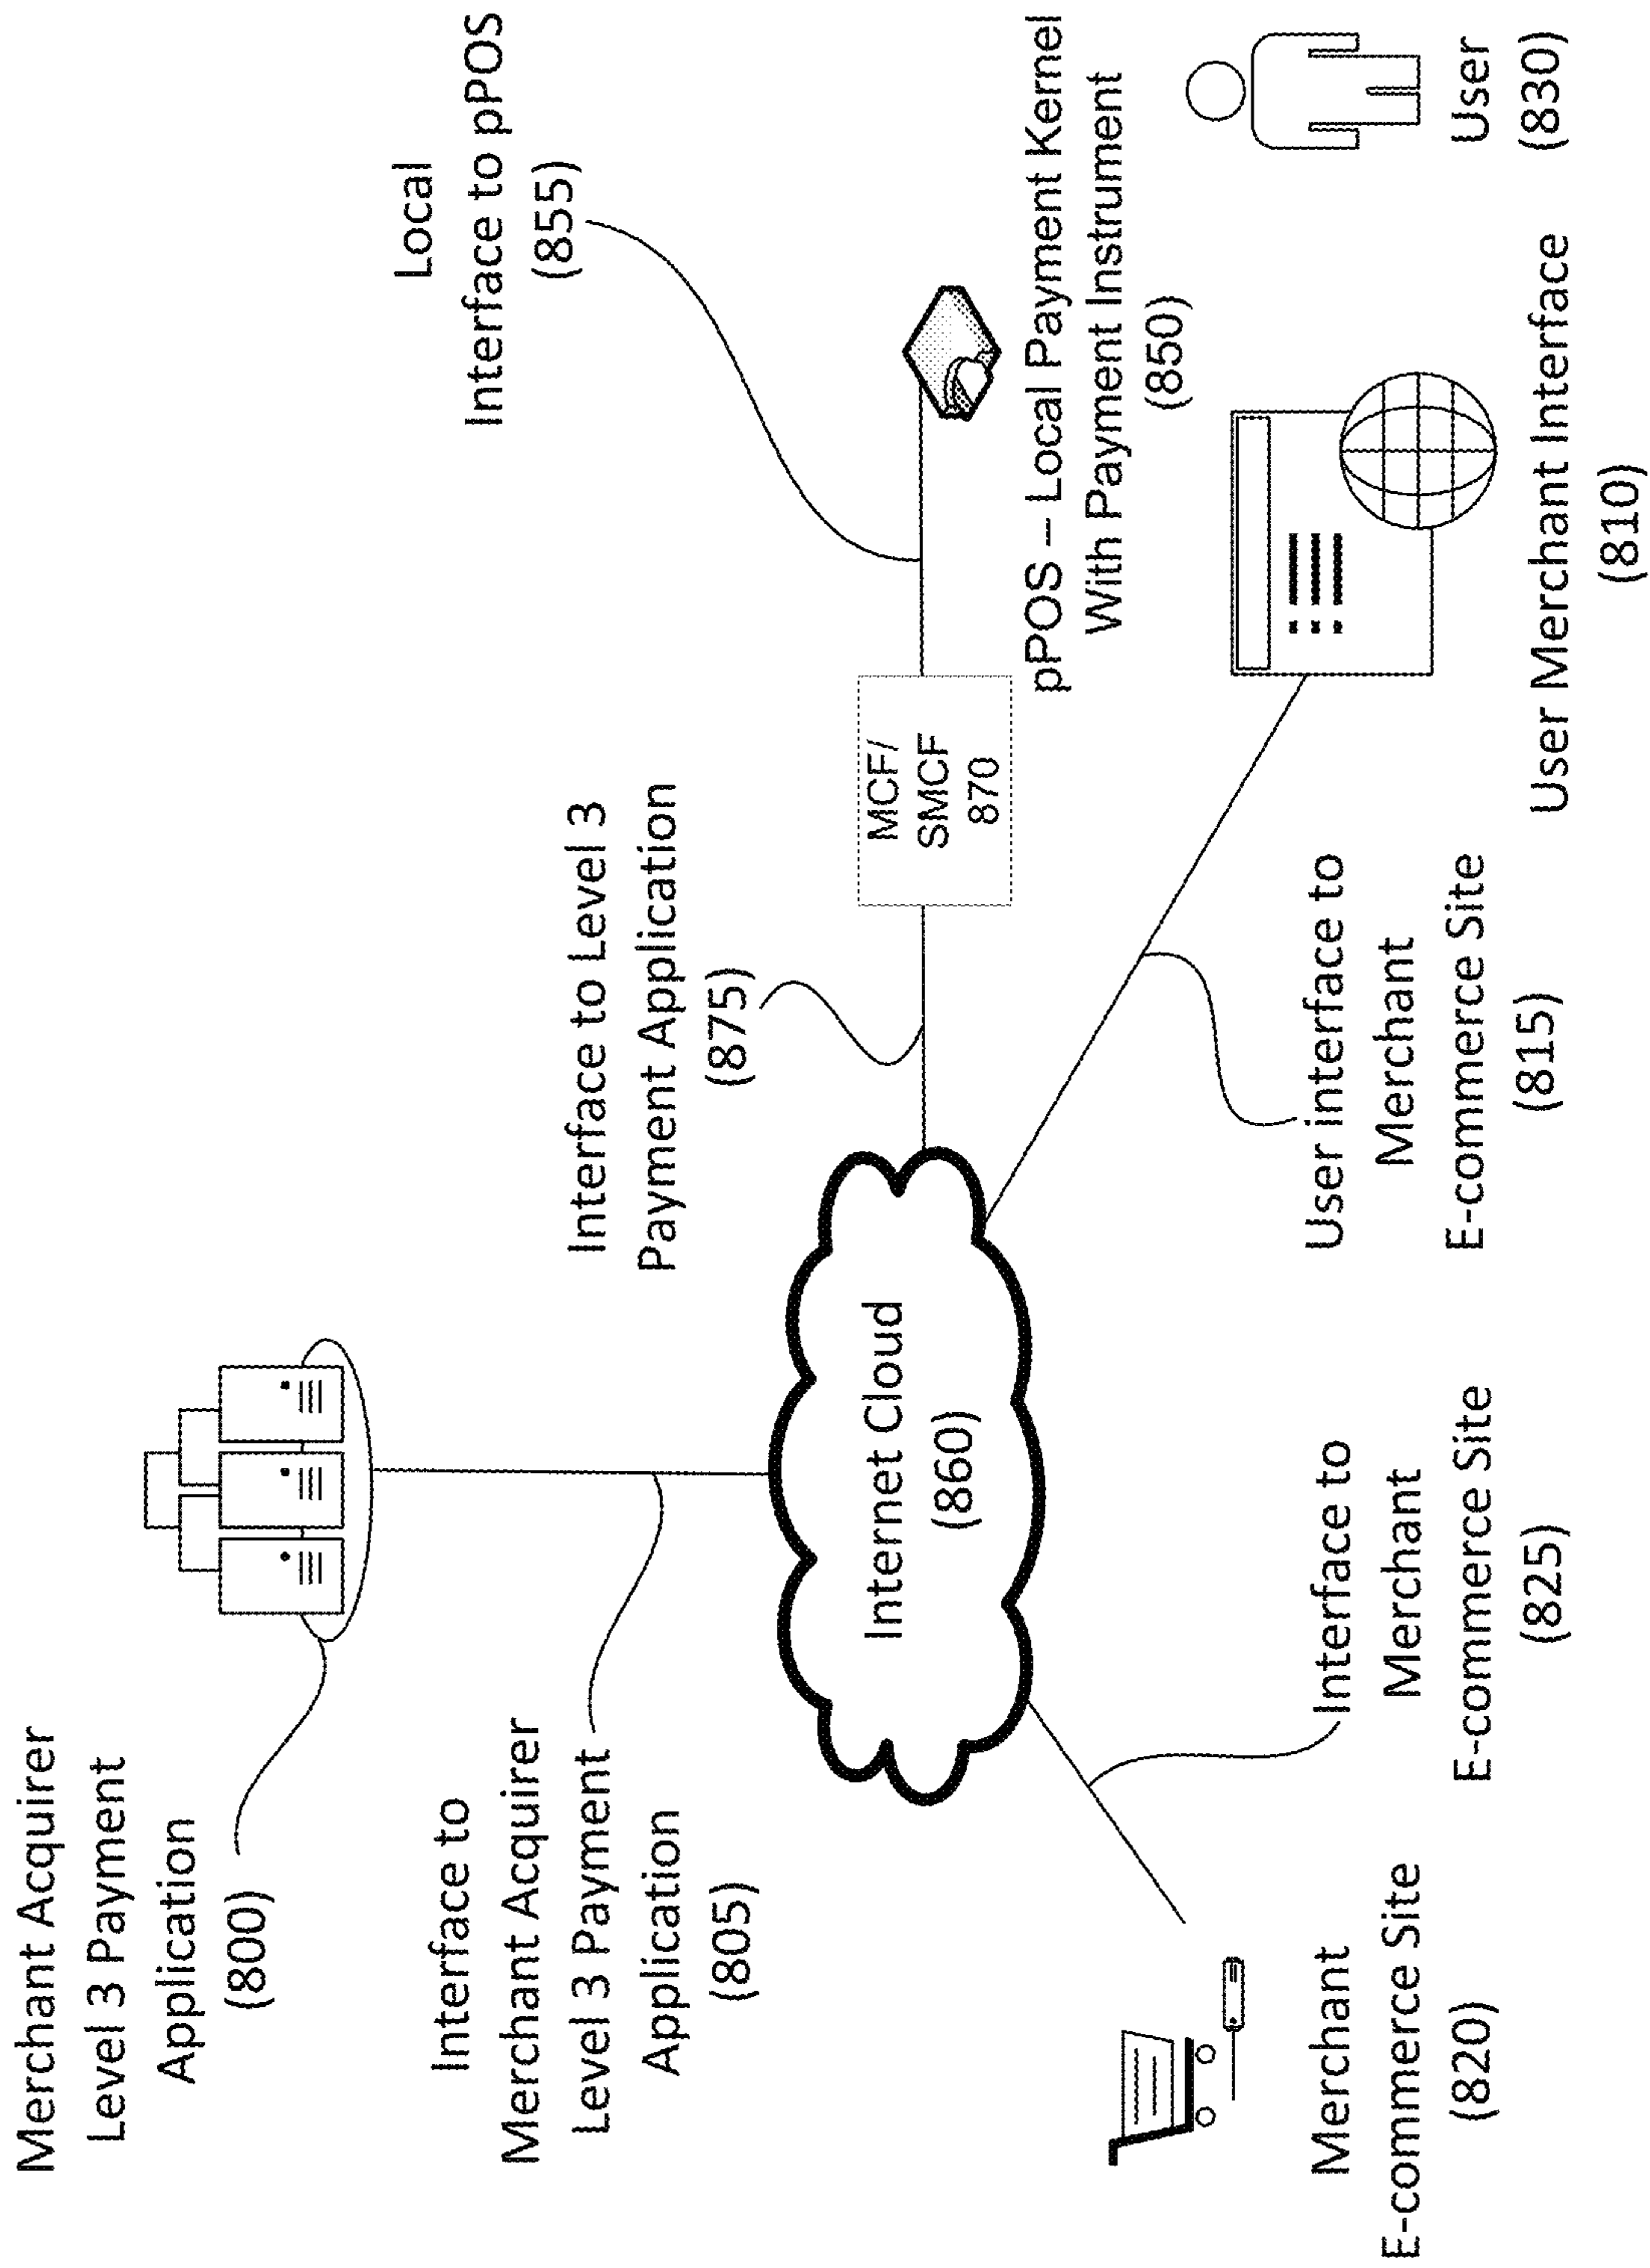 Merchant Acquirer
Level 3 Payment
Application
(800)
Interface to
Merchant Acquirer
Level 3 Payment
Application
(805)
Local
Interface to pPOS
(855)
Interface to Level 3
Payment Application
(875)
Internet Cloud
(860)
MCF/
SMCF
870
pPOS – Local Payment Kernel
With Payment Instrument
(850)
Merchant
E-commerce Site
(820)
Interface to
Merchant
E-commerce Site
(825)
User interface to
Merchant
E-commerce Site
(815)
User Merchant Interface
(810)
User
(830)